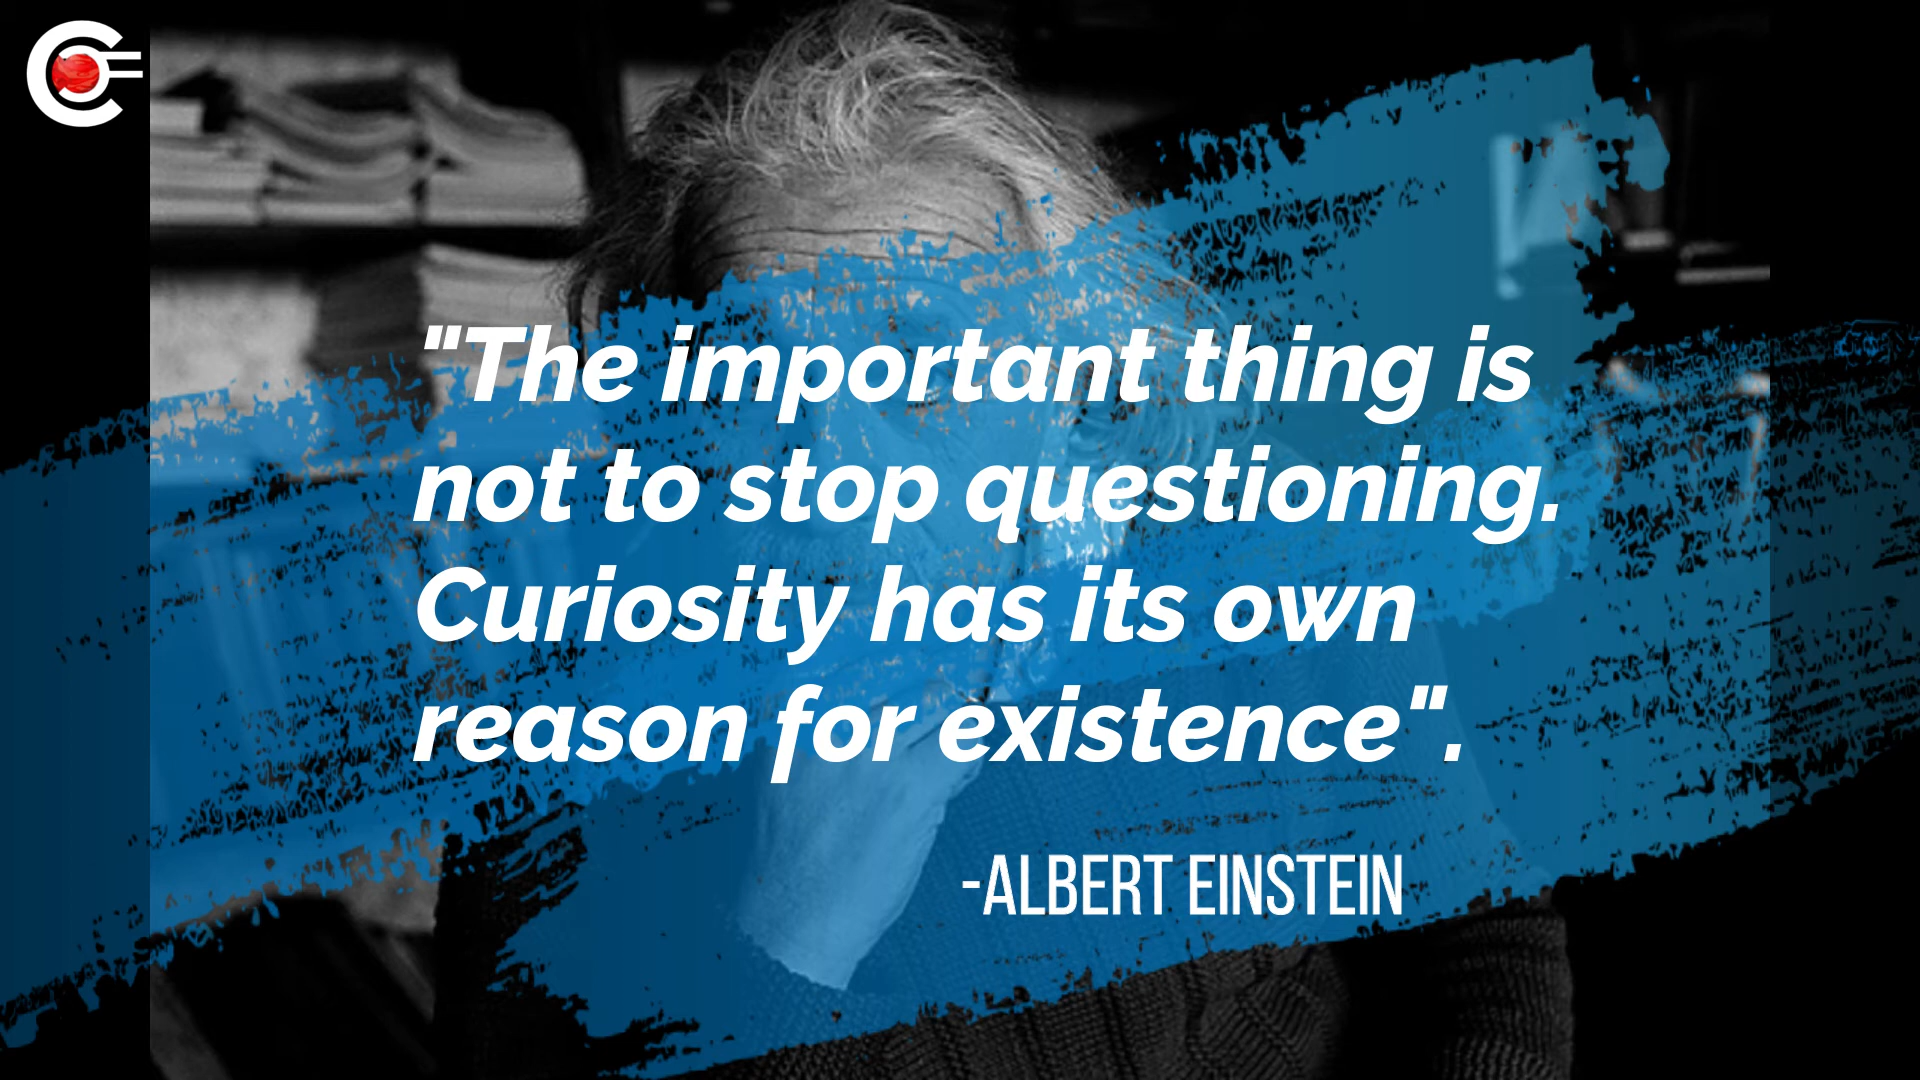 "The important thing is
not to stop questioning.
Curiosity has its own
reason for existence".
-ALBERT EINSTEIN